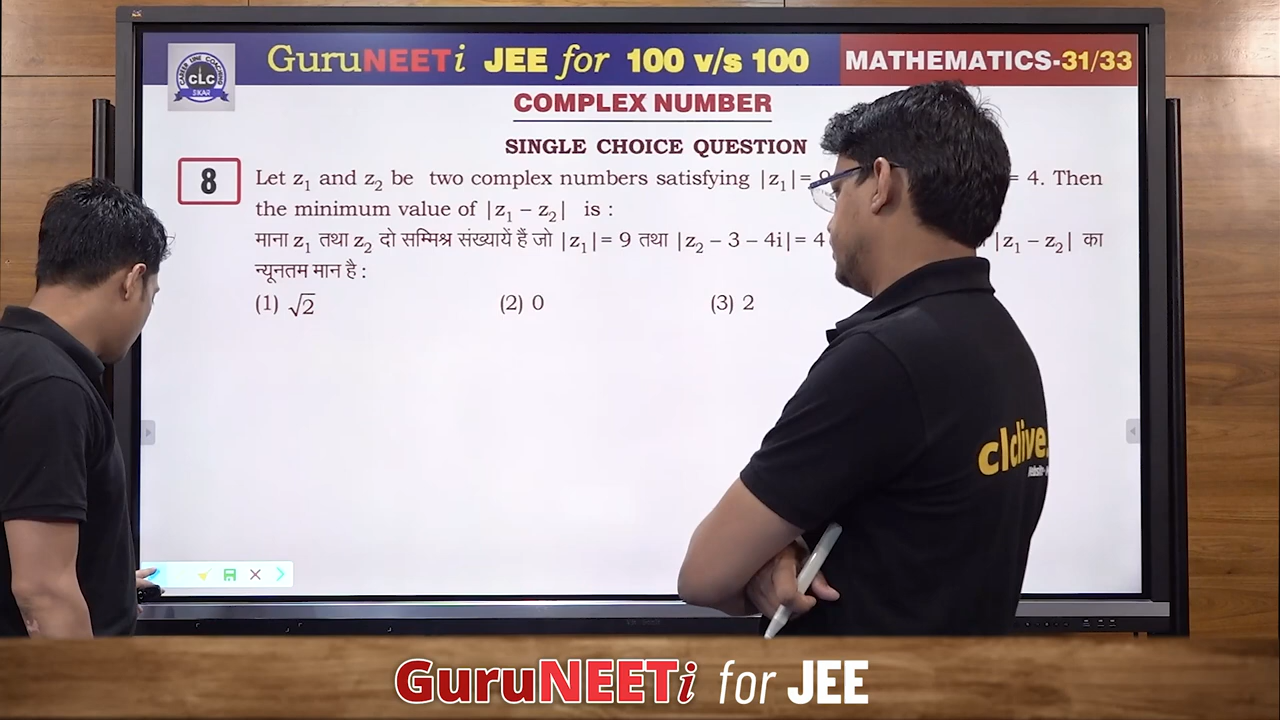 GuruNEETi JEE for 100 v/s 100
MATHEMATICS-31/33
CLC
SIKAR
COMPLEX NUMBER
SINGLE CHOICE QUESTION
8
Let z₁ and z₂ be two complex numbers satisfying |z₁| = 9 = 4. Then
the minimum value of |z₁ – z₂| is :
माना z₁ तथा z₂ दो सम्मिश्र संख्यायें हैं जो |z₁| = 9 तथा |z₂ – 3 – 4i| = 4 |z₁ – z₂| का
न्यूनतम मान है :
(1) √2 (2) 0 (3) 2
clclive.
GuruNEETi for JEE